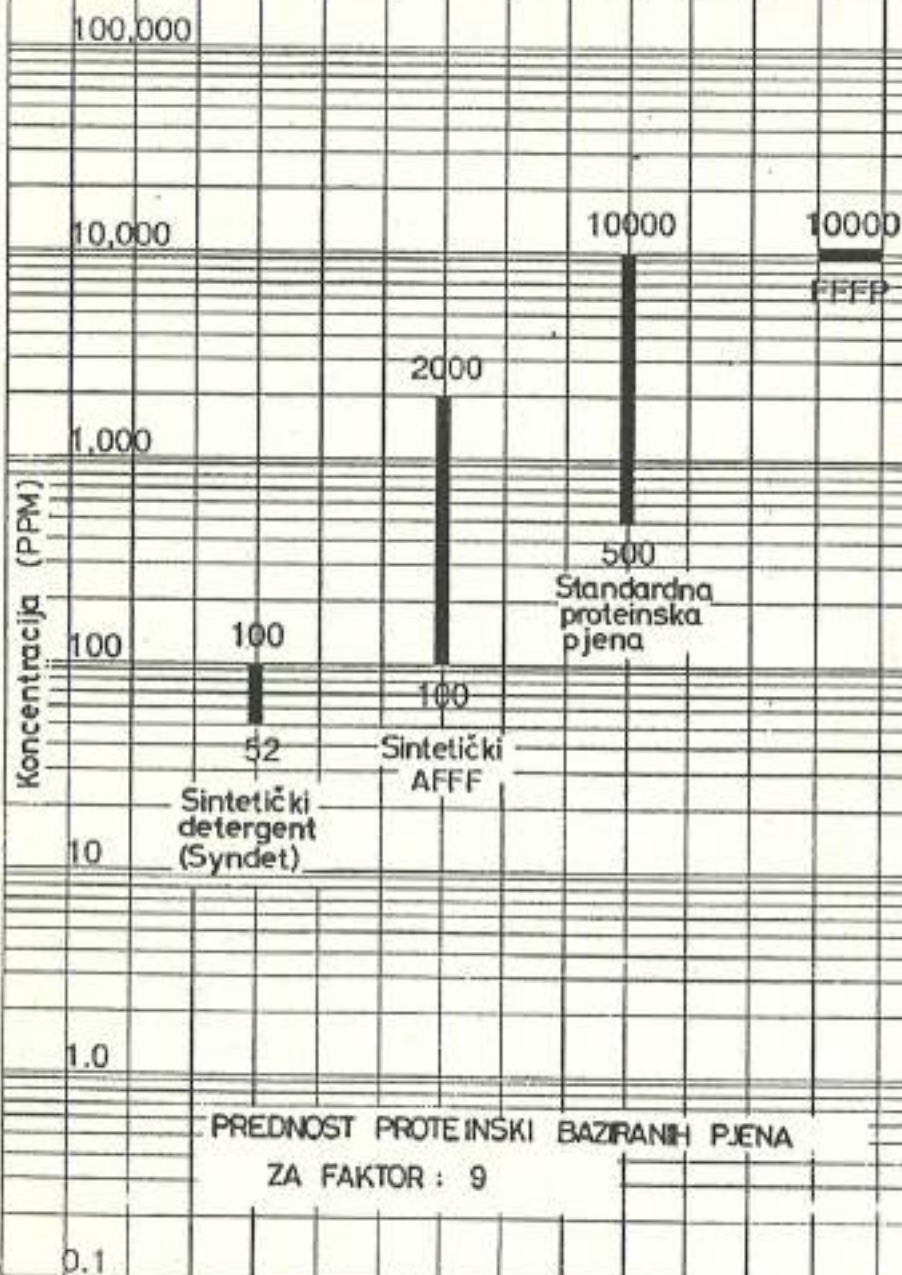 100,000
10,000
10000
10000
FFFP
2000
1,000
Koncentracija (PPM)
500
Standardna
proteinska
pjena
100
100
100
52
Sintetički
AFFF
Sintetički
detergent
(Syndet)
10
1.0
PREDNOST PROTEINSKI BAZIRANIH PJENA
ZA FAKTOR : 9
0.1